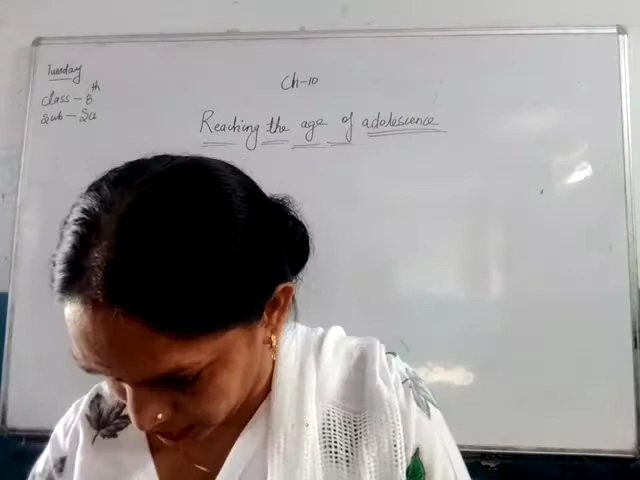 Tuesday
Class - 8th
Sub - Sc
Ch-10
Reaching the age of adolescence